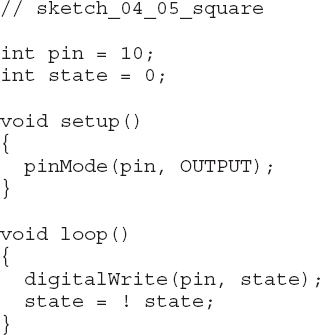 // sketch_04_05_square

int pin = 10;
int state = 0;

void setup()
{
  pinMode(pin, OUTPUT);
}

void loop()
{
  digitalWrite(pin, state);
  state = ! state;
}